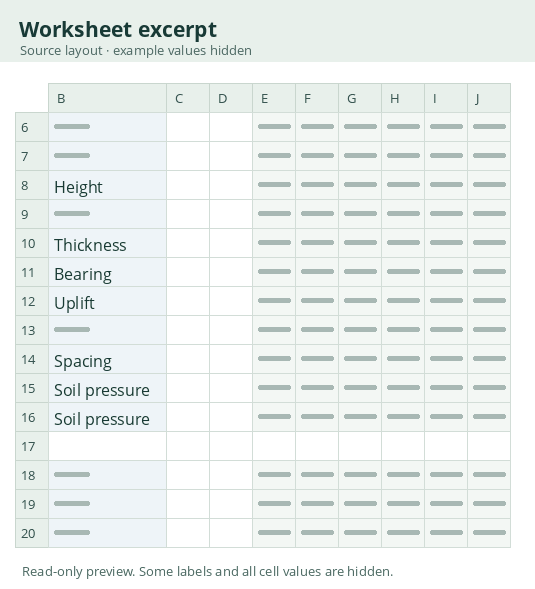 Worksheet excerpt
Source layout · example values hidden
B C D E F G H I J
6
7
8 Height
9
10 Thickness
11 Bearing
12 Uplift
13
14 Spacing
15 Soil pressure
16 Soil pressure
17
18
19
20
Read-only preview. Some labels and all cell values are hidden.